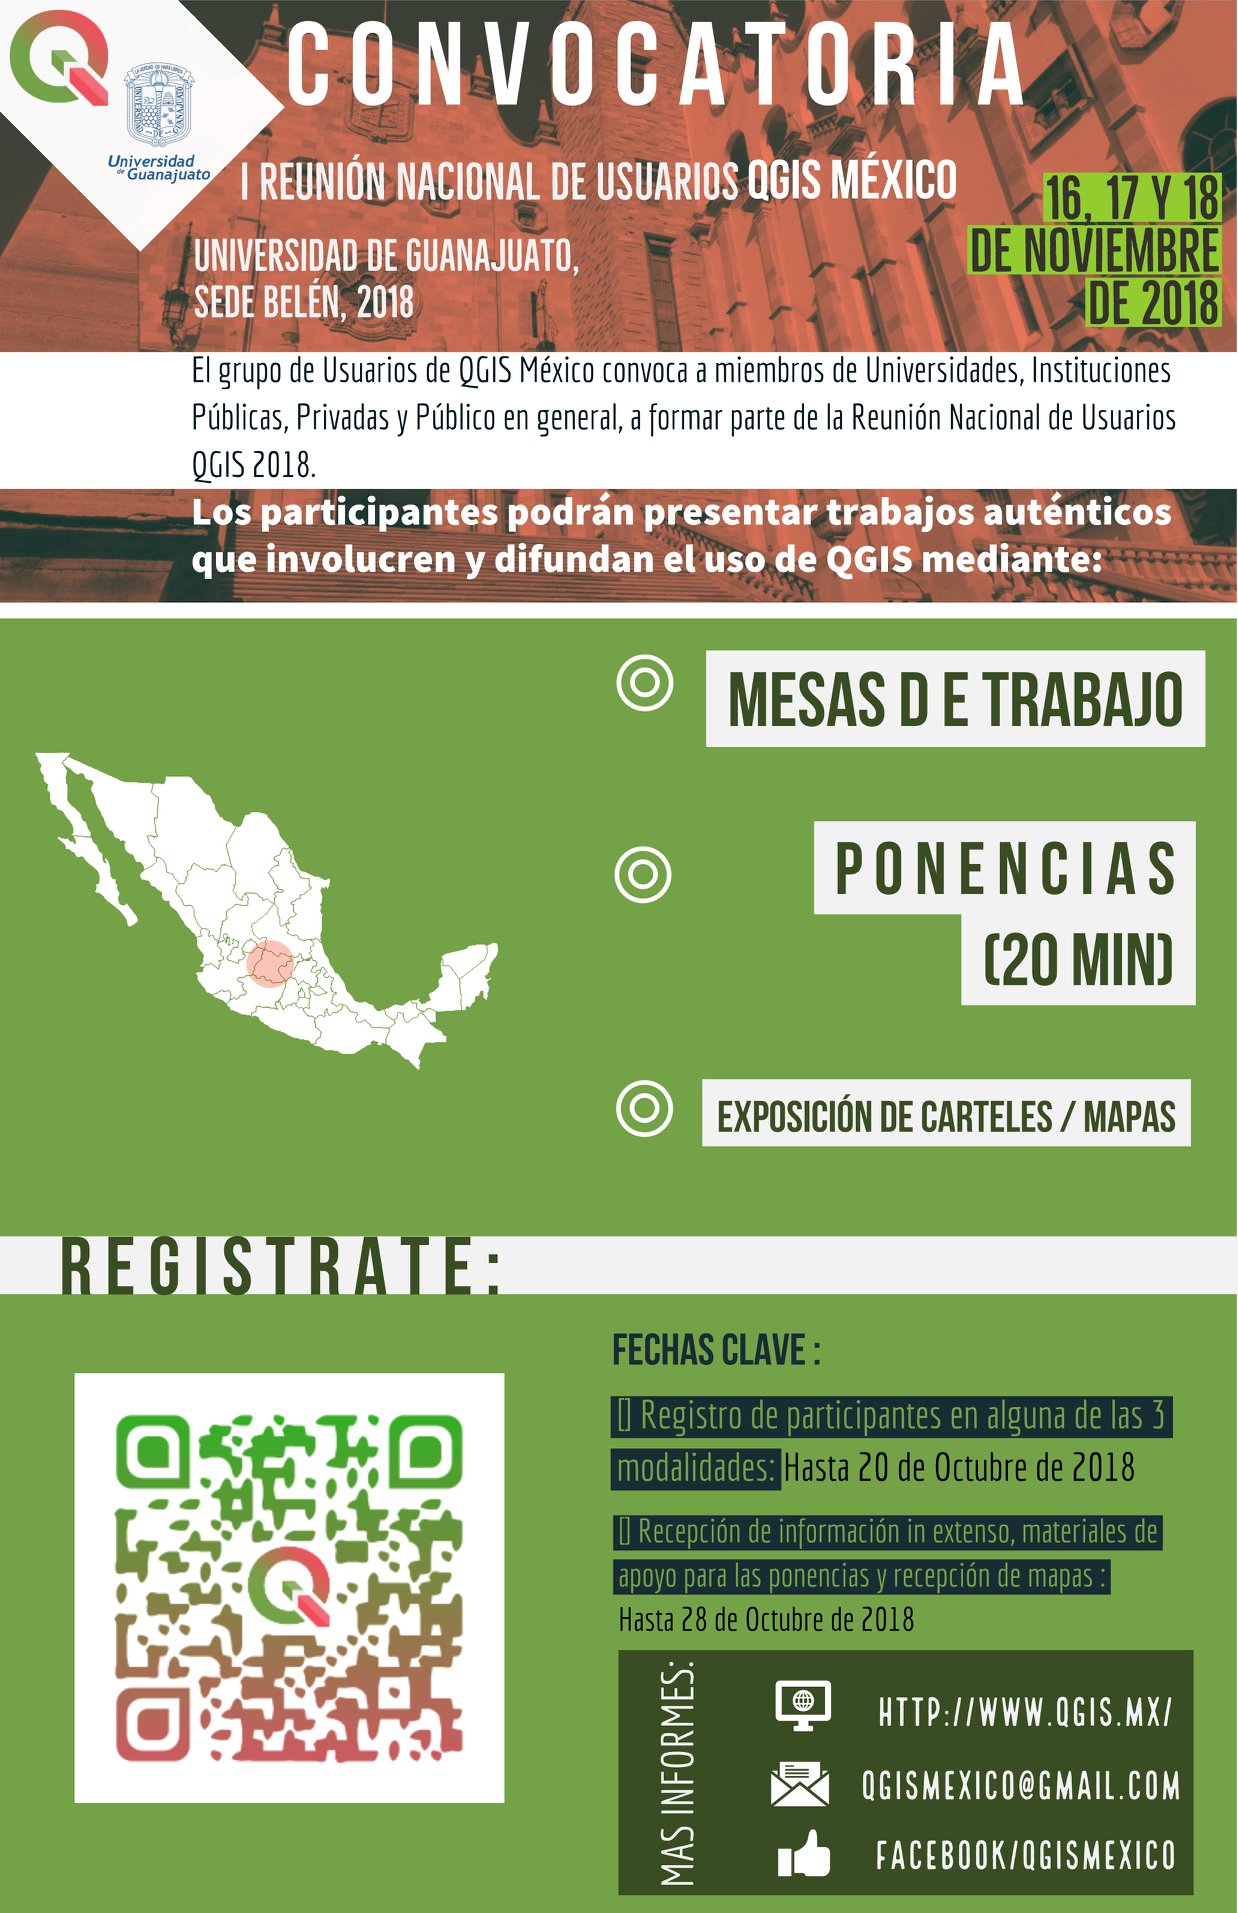 CONVOCATORIA
Universidad
de Guanajuato
I REUNIÓN NACIONAL DE USUARIOS QGIS MÉXICO
16, 17 Y 18
DE NOVIEMBRE
DE 2018
UNIVERSIDAD DE GUANAJUATO,
SEDE BELÉN, 2018
El grupo de Usuarios de QGIS México convoca a miembros de Universidades, Instituciones
Públicas, Privadas y Público en general, a formar parte de la Reunión Nacional de Usuarios
QGIS 2018.
Los participantes podrán presentar trabajos auténticos
que involucren y difundan el uso de QGIS mediante:
MESAS D E TRABAJO
PONENCIAS
(20 MIN)
EXPOSICIÓN DE CARTELES / MAPAS
REGISTRATE:
FECHAS CLAVE :
Registro de participantes en alguna de las 3
modalidades: Hasta 20 de Octubre de 2018
Recepción de información in extenso, materiales de
apoyo para las ponencias y recepción de mapas :
Hasta 28 de Octubre de 2018
MAS INFORMES:
HTTP://WWW.QGIS.MX/
QGISMEXICO@GMAIL.COM
FACEBOOK/QGISMEXICO